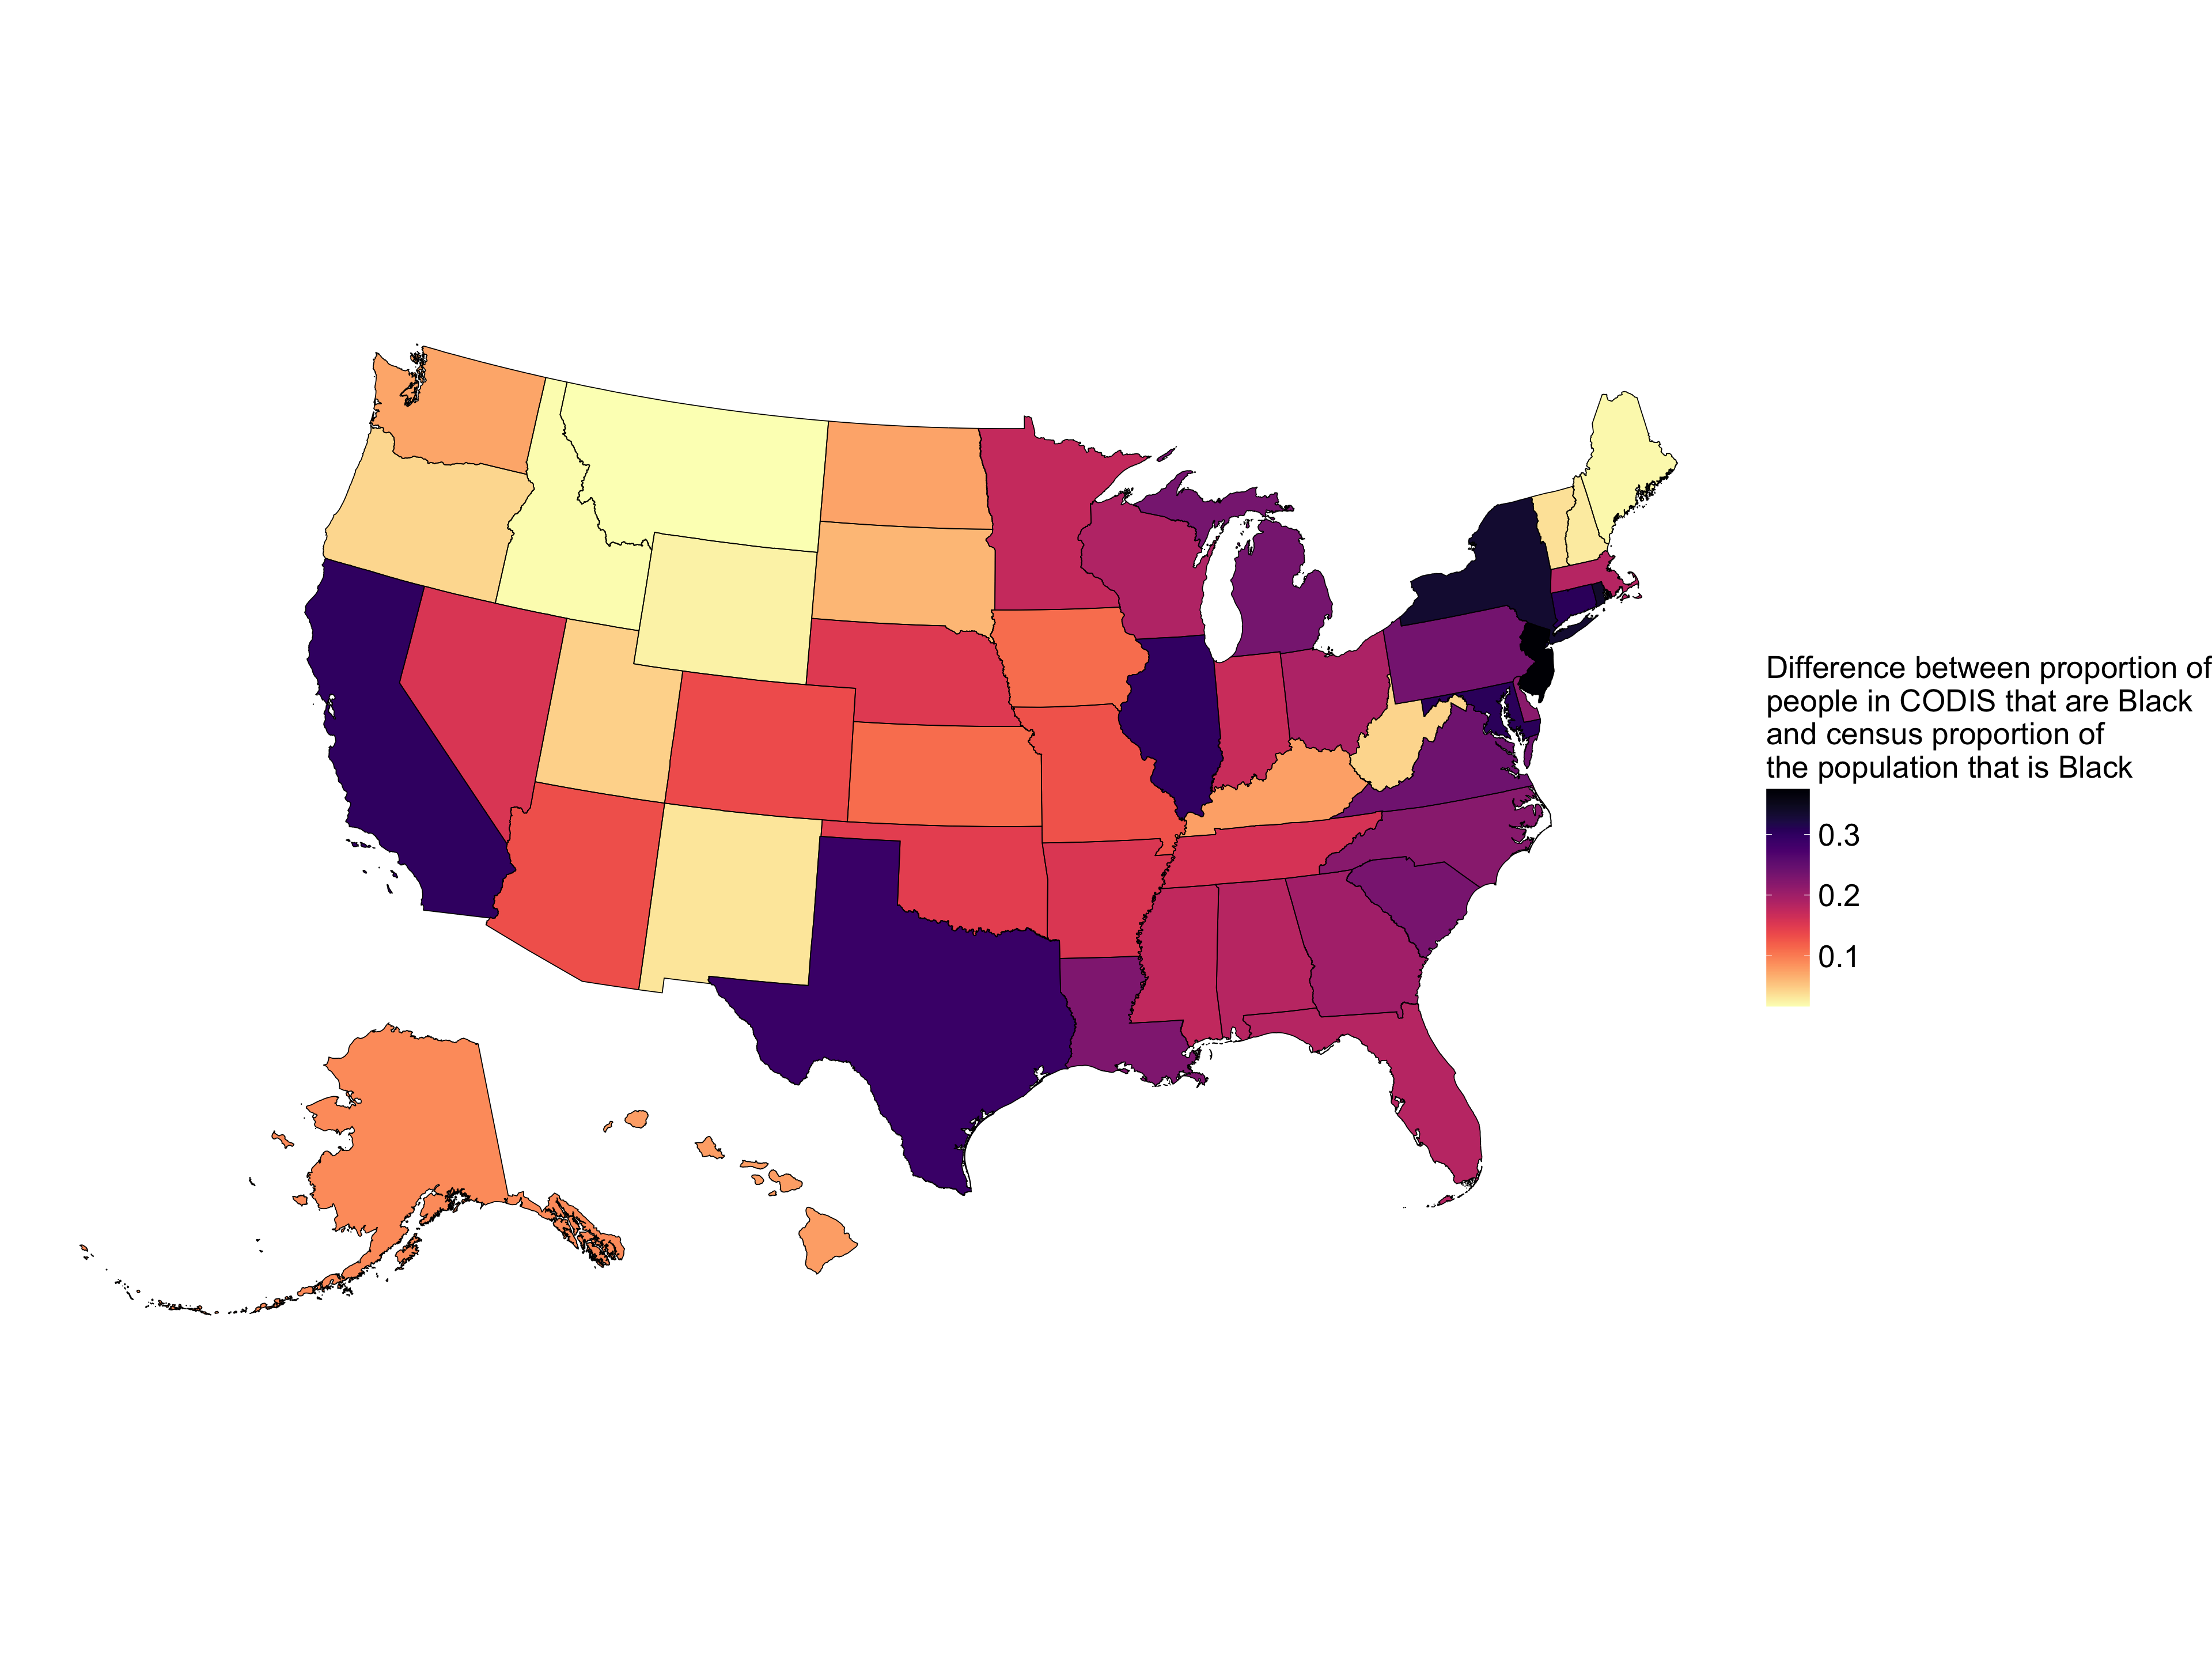 Difference between proportion of
people in CODIS that are Black
and census proportion of
the population that is Black
0.3
0.2
0.1